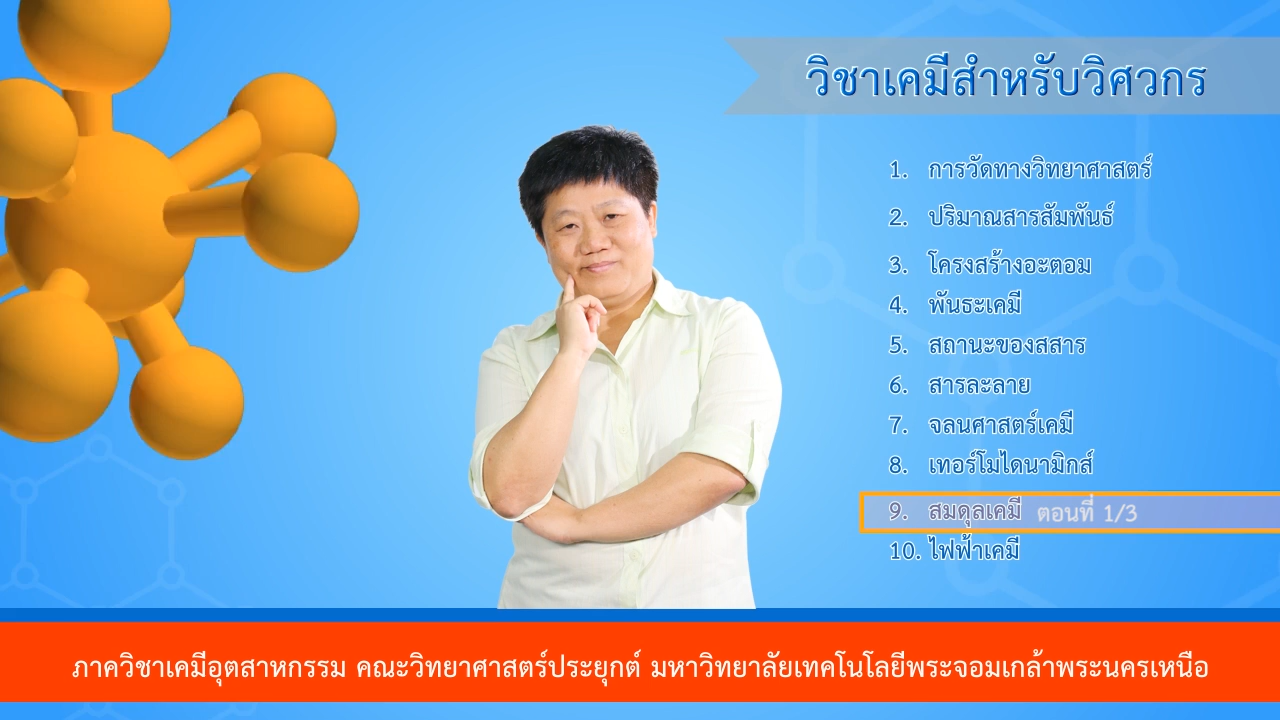 วิชาเคมีสำหรับวิศวกร
1. การวัดทางวิทยาศาสตร์
2. ปริมาณสารสัมพันธ์
3. โครงสร้างอะตอม
4. พันธะเคมี
5. สถานะของสสาร
6. สารละลาย
7. จลนศาสตร์เคมี
8. เทอร์โมไดนามิกส์
9. สมดุลเคมี ตอนที่ 1/3
10. ไฟฟ้าเคมี
ภาควิชาเคมีอุตสาหกรรม คณะวิทยาศาสตร์ประยุกต์ มหาวิทยาลัยเทคโนโลยีพระจอมเกล้าพระนครเหนือ